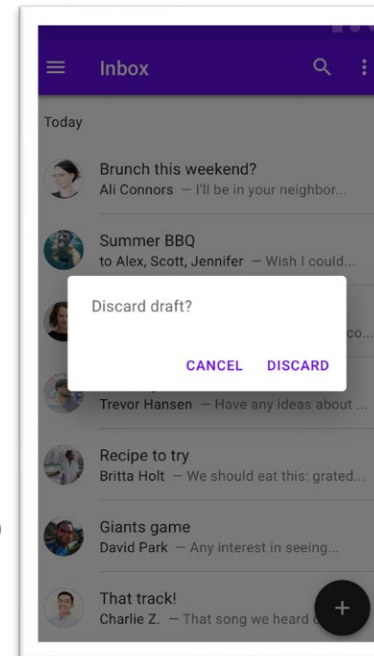 Inbox
Today
Brunch this weekend?
Ali Connors — I'll be in your neighbor...
Summer BBQ
to Alex, Scott, Jennifer — Wish I could...
Discard draft?
co...
CANCEL DISCARD
Trevor Hansen — Have any ideas about ...
Recipe to try
Britta Holt — We should eat this: grated...
Giants game
David Park — Any interest in seeing...
That track!
Charlie Z. — That song we heard